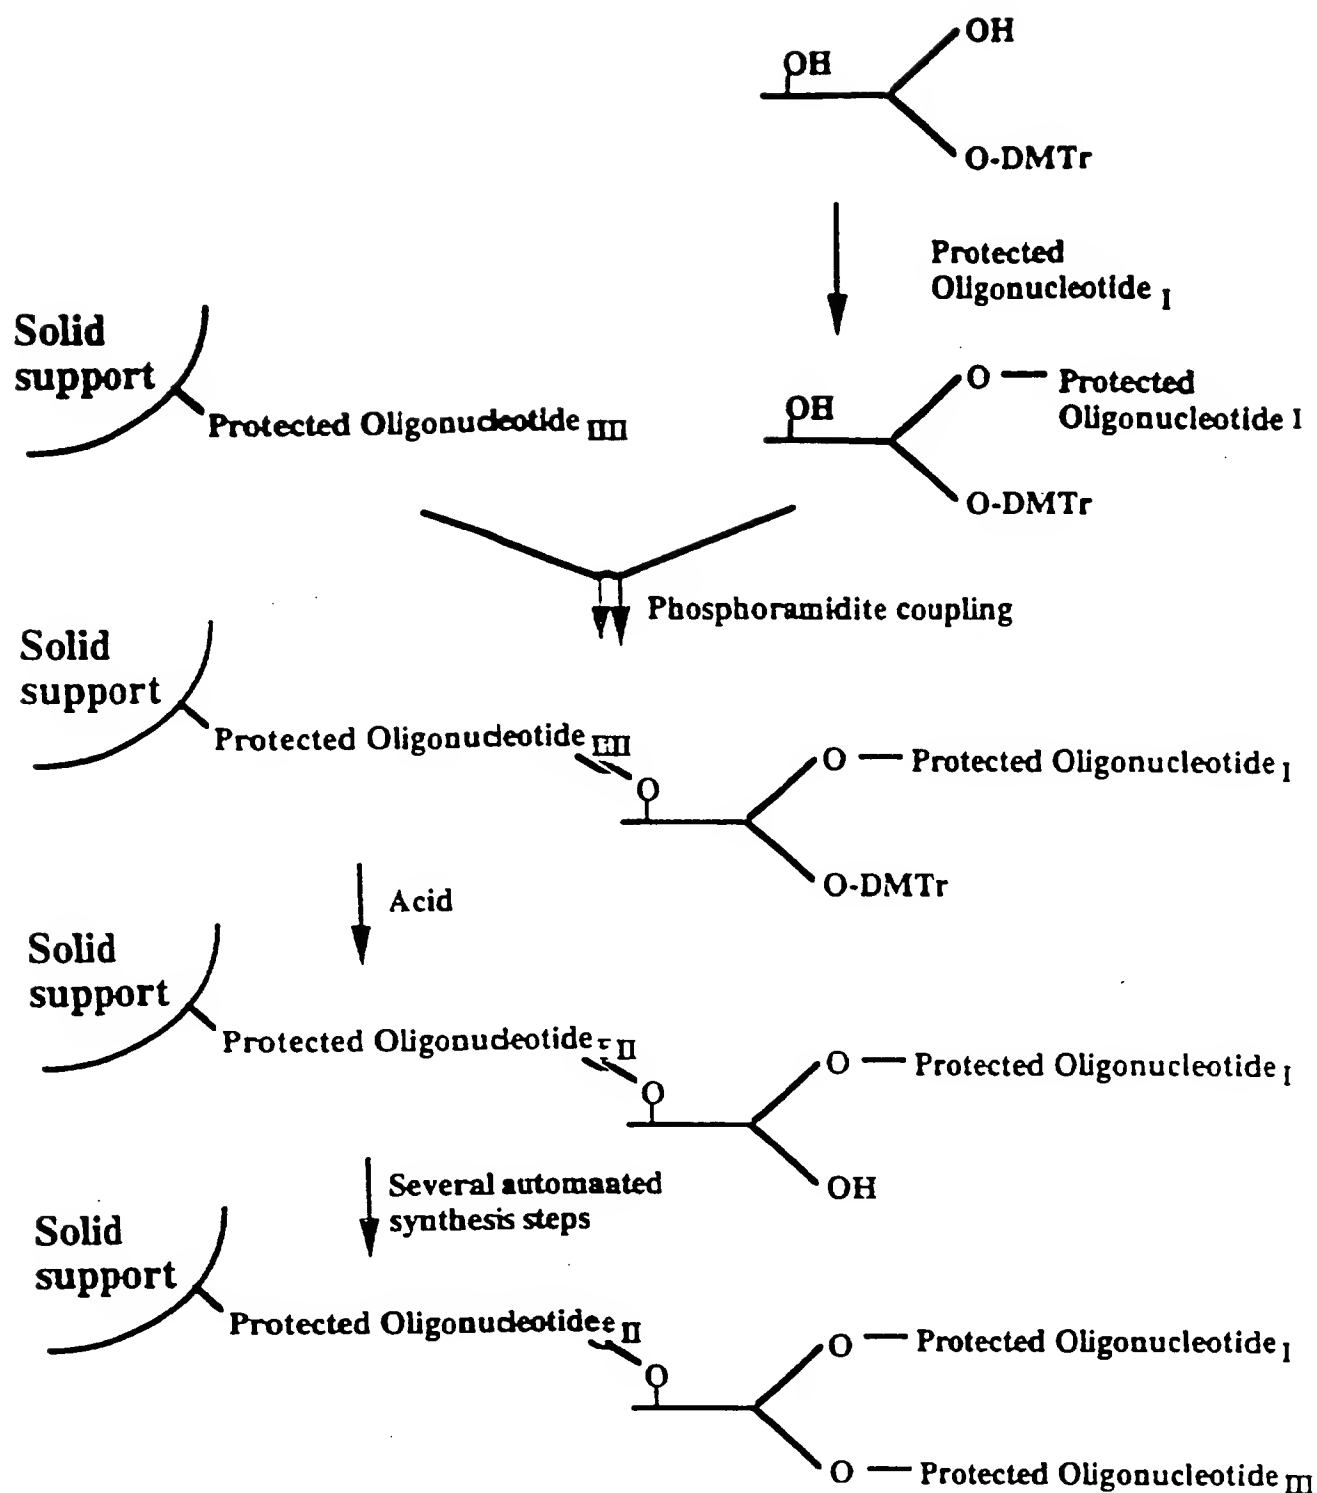 OH
OH
O-DMTr
Protected
Oligonucleotide I
Solid
support
Protected Oligonucleotide III
OH
O — Protected
Oligonucleotide I
O-DMTr
Phosphoramidite coupling
Solid
support
Protected Oligonucleotide
O — Protected Oligonucleotide I
O
O-DMTr
Acid
Solid
support
Protected Oligonucleotide II
O — Protected Oligonucleotide I
O
OH
Several automaated
synthesis steps
Solid
support
Protected Oligonucleotidee II
O — Protected Oligonucleotide I
O
O — Protected Oligonucleotide III